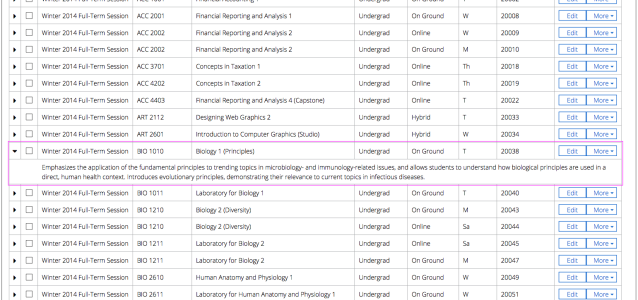 Winter 2014 Full-Term Session ACC 2001 Financial Reporting and Analysis 1 Undergrad On Ground W 20008 Edit More
Winter 2014 Full-Term Session ACC 2002 Financial Reporting and Analysis 2 Undergrad Online W 20009 Edit More
Winter 2014 Full-Term Session ACC 2002 Financial Reporting and Analysis 2 Undergrad On Ground M 20010 Edit More
Winter 2014 Full-Term Session ACC 3701 Concepts in Taxation 1 Undergrad Online Th 20018 Edit More
Winter 2014 Full-Term Session ACC 4202 Concepts in Taxation 2 Undergrad Online Th 20019 Edit More
Winter 2014 Full-Term Session ACC 4403 Financial Reporting and Analysis 4 (Capstone) Undergrad Online T 20022 Edit More
Winter 2014 Full-Term Session ART 2112 Designing Web Graphics 2 Undergrad Hybrid T 20033 Edit More
Winter 2014 Full-Term Session ART 2601 Introduction to Computer Graphics (Studio) Undergrad Hybrid W 20034 Edit More
Winter 2014 Full-Term Session BIO 1010 Biology 1 (Principles) Undergrad On Ground T 20038 Edit More
Emphasizes the application of the fundamental principles to trending topics in microbiology- and immunology-related issues, and allows students to understand how biological principles are used in a
direct, human health context. Introduces evolutionary principles, demonstrating their relevance to current topics in infectious diseases.
Winter 2014 Full-Term Session BIO 1011 Laboratory for Biology 1 Undergrad On Ground T 20040 Edit More
Winter 2014 Full-Term Session BIO 1210 Biology 2 (Diversity) Undergrad On Ground M 20043 Edit More
Winter 2014 Full-Term Session BIO 1210 Biology 2 (Diversity) Undergrad Online Sa 20044 Edit More
Winter 2014 Full-Term Session BIO 1211 Laboratory for Biology 2 Undergrad Online Sa 20045 Edit More
Winter 2014 Full-Term Session BIO 1211 Laboratory for Biology 2 Undergrad On Ground M 20047 Edit More
Winter 2014 Full-Term Session BIO 2610 Human Anatomy and Physiology 1 Undergrad On Ground W 20049 Edit More
Winter 2014 Full-Term Session BIO 2611 Laboratory for Human Anatomy and Physiology 1 Undergrad On Ground W 20051 Edit More